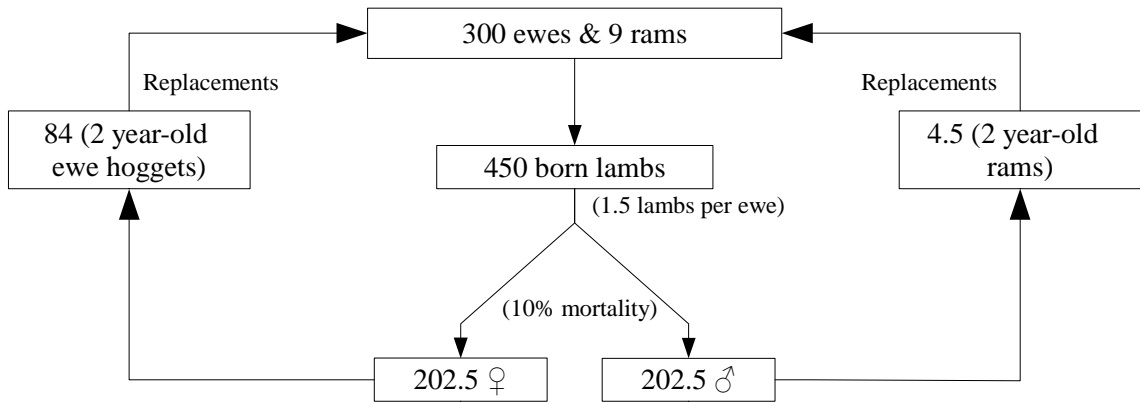 300 ewes & 9 rams
Replacements
Replacements
84 (2 year-old
ewe hoggets)
4.5 (2 year-old
rams)
450 born lambs
(1.5 lambs per ewe)
(10% mortality)
202.5 ♀
202.5 ♂